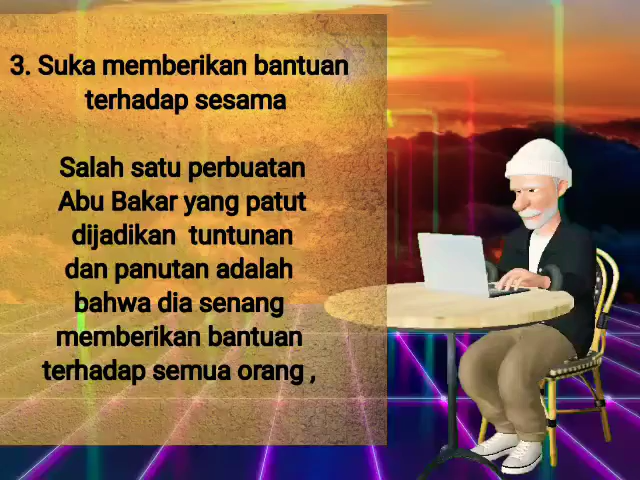 3. Suka memberikan bantuan
terhadap sesama
Salah satu perbuatan
Abu Bakar yang patut
dijadikan tuntunan
dan panutan adalah
bahwa dia senang
memberikan bantuan
terhadap semua orang ,